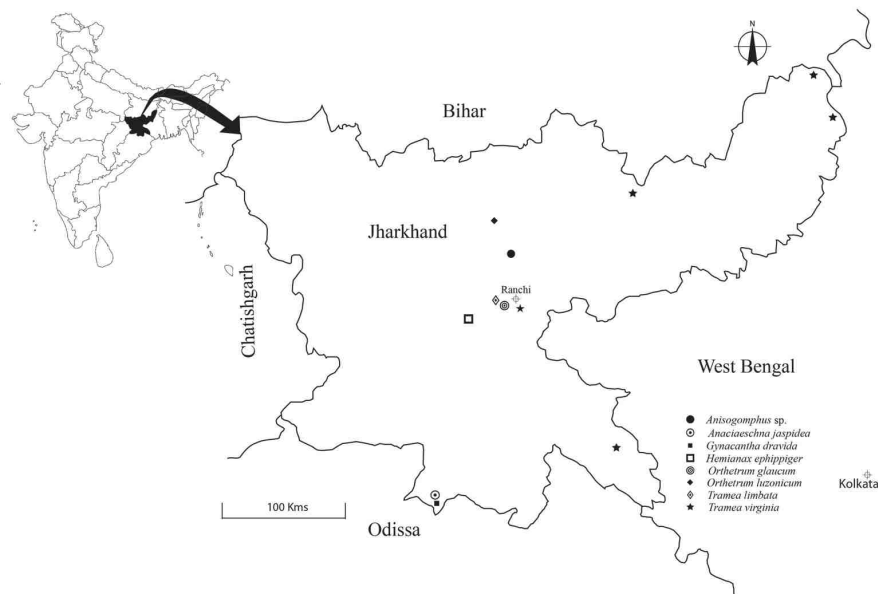 N
Bihar
Jharkhand
Ranchi
Chatishgarh
West Bengal
Anisogomphus sp.
Anaciaeschna jaspidea
Gynacantha dravida
Hemianax ephippiger
Orthetrum glaucum
Orthetrum luzonicum
Tramea limbata
Tramea virginia
Kolkata
100 Kms
Odissa